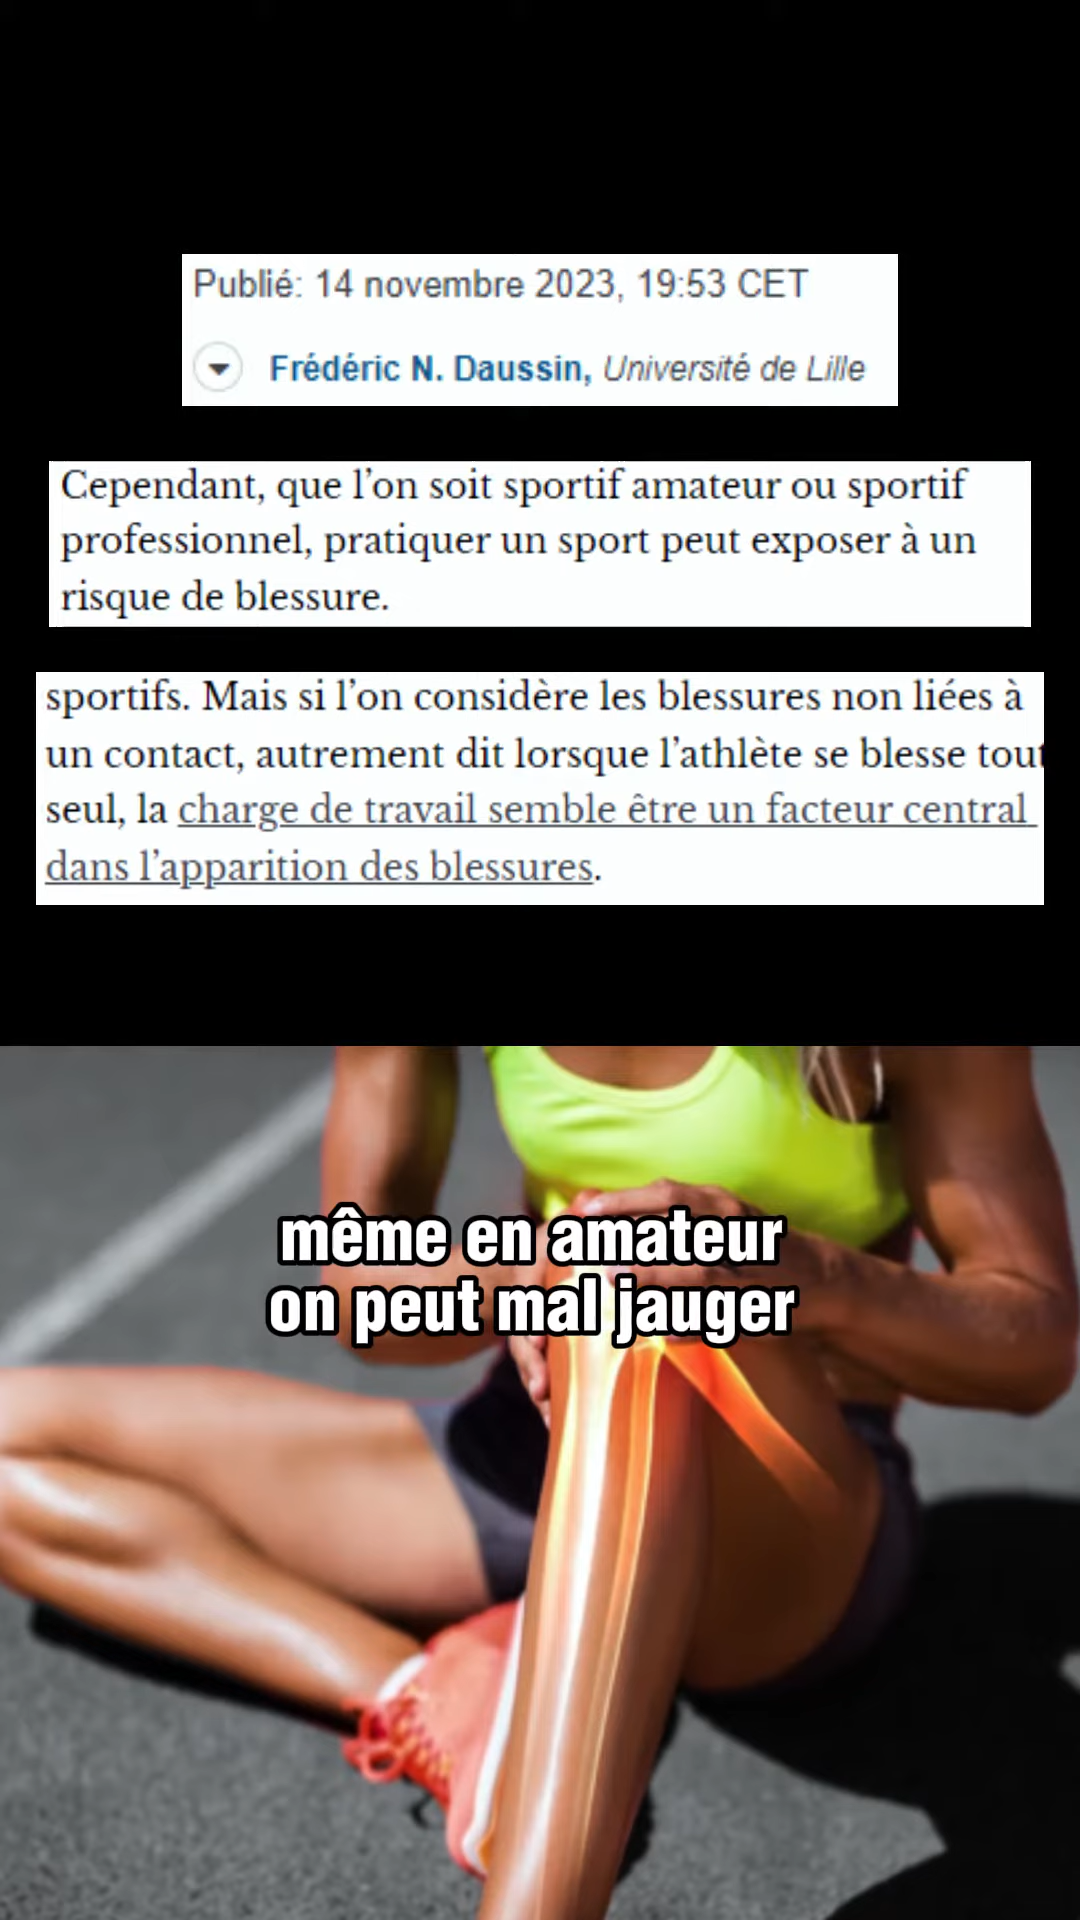 Publié: 14 novembre 2023, 19:53 CET
Frédéric N. Daussin, Université de Lille
Cependant, que l’on soit sportif amateur ou sportif
professionnel, pratiquer un sport peut exposer à un
risque de blessure.
sportifs. Mais si l’on considère les blessures non liées à
un contact, autrement dit lorsque l’athlète se blesse tout
seul, la charge de travail semble être un facteur central
dans l’apparition des blessures.
même en amateur
on peut mal jauger